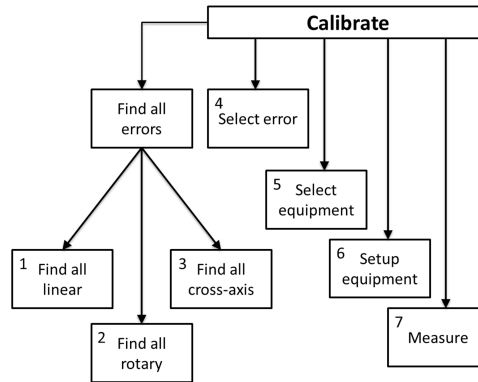 Calibrate
Find all
errors
4
Select error
5
Select
equipment
1
Find all
linear
3
Find all
cross-axis
6
Setup
equipment
2
Find all
rotary
7
Measure